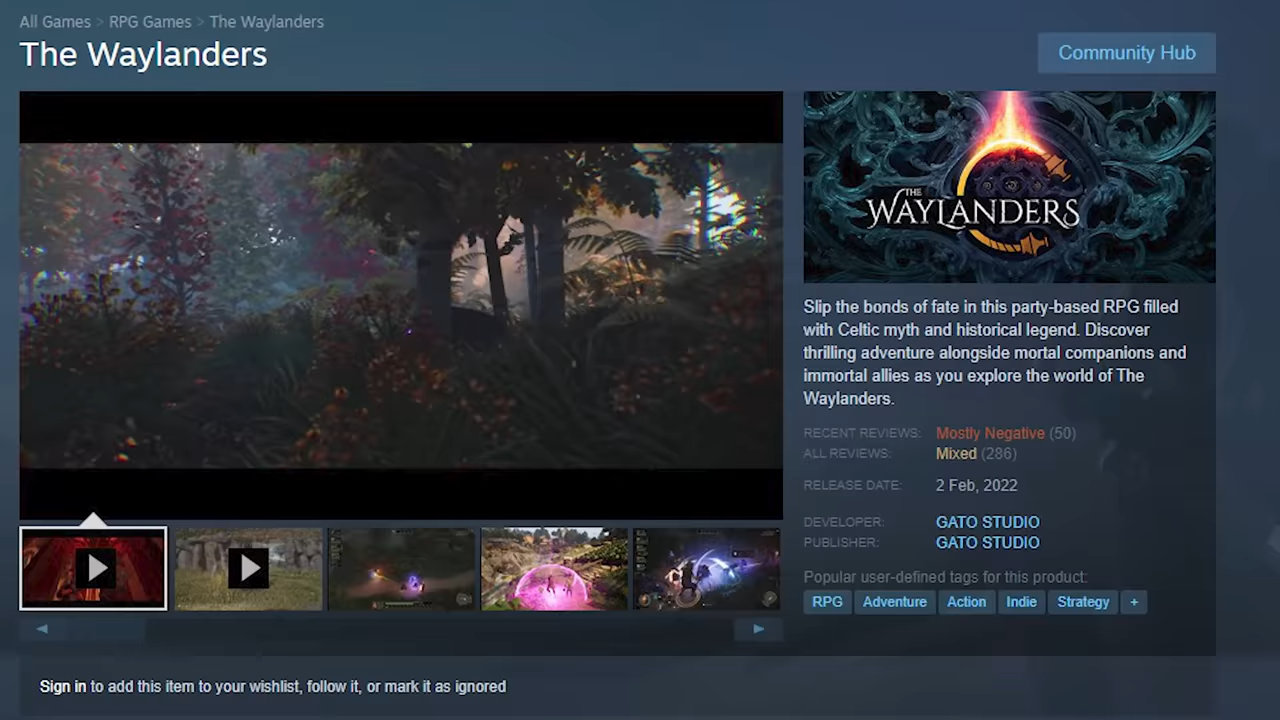 All Games > RPG Games > The Waylanders
The Waylanders
Community Hub
THE
WAYLANDERS
Slip the bonds of fate in this party-based RPG filled
with Celtic myth and historical legend. Discover
thrilling adventure alongside mortal companions and
immortal allies as you explore the world of The
Waylanders.
RECENT REVIEWS: Mostly Negative (50)
ALL REVIEWS: Mixed (286)
RELEASE DATE: 2 Feb, 2022
DEVELOPER: GATO STUDIO
PUBLISHER: GATO STUDIO
Popular user-defined tags for this product:
RPG Adventure Action Indie Strategy +
Sign in to add this item to your wishlist, follow it, or mark it as ignored